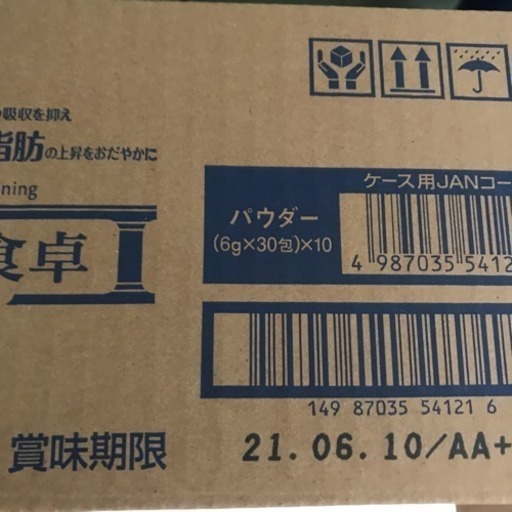 の吸収を抑え
脂肪の上昇をおだやかに
ning
食卓
ケース用JANコー
パウダー
(6g×30包)×10
4 987035 5412
149 87035 54121 6
賞味期限 21.06.10/AA+